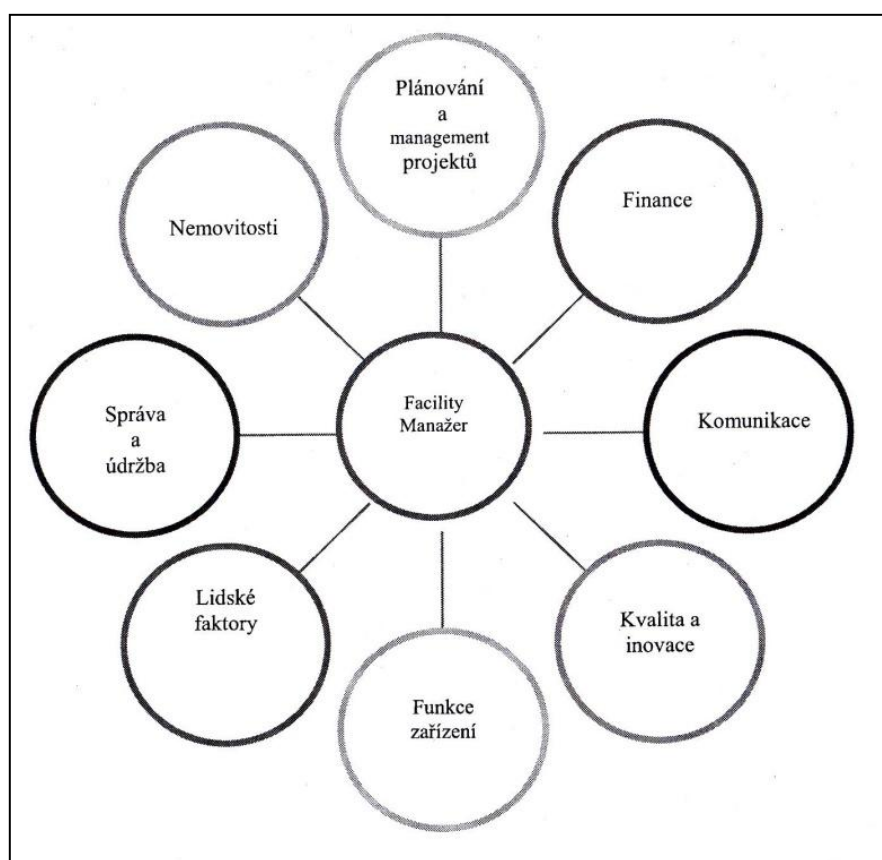 Plánování
a
management
projektů
Finance
Komunikace
Kvalita a
inovace
Funkce
zařízení
Lidské
faktory
Správa
a
údržba
Nemovitosti
Facility
Manažer